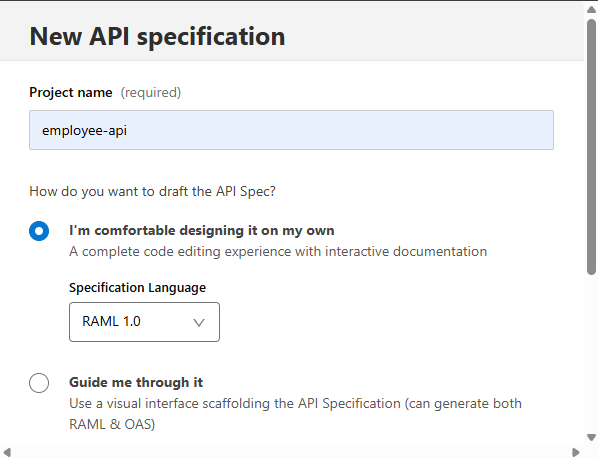 New API specification
Project name (required)
employee-api
How do you want to draft the API Spec?
I'm comfortable designing it on my own
A complete code editing experience with interactive documentation
Specification Language
RAML 1.0
Guide me through it
Use a visual interface scaffolding the API Specification (can generate both
RAML & OAS)